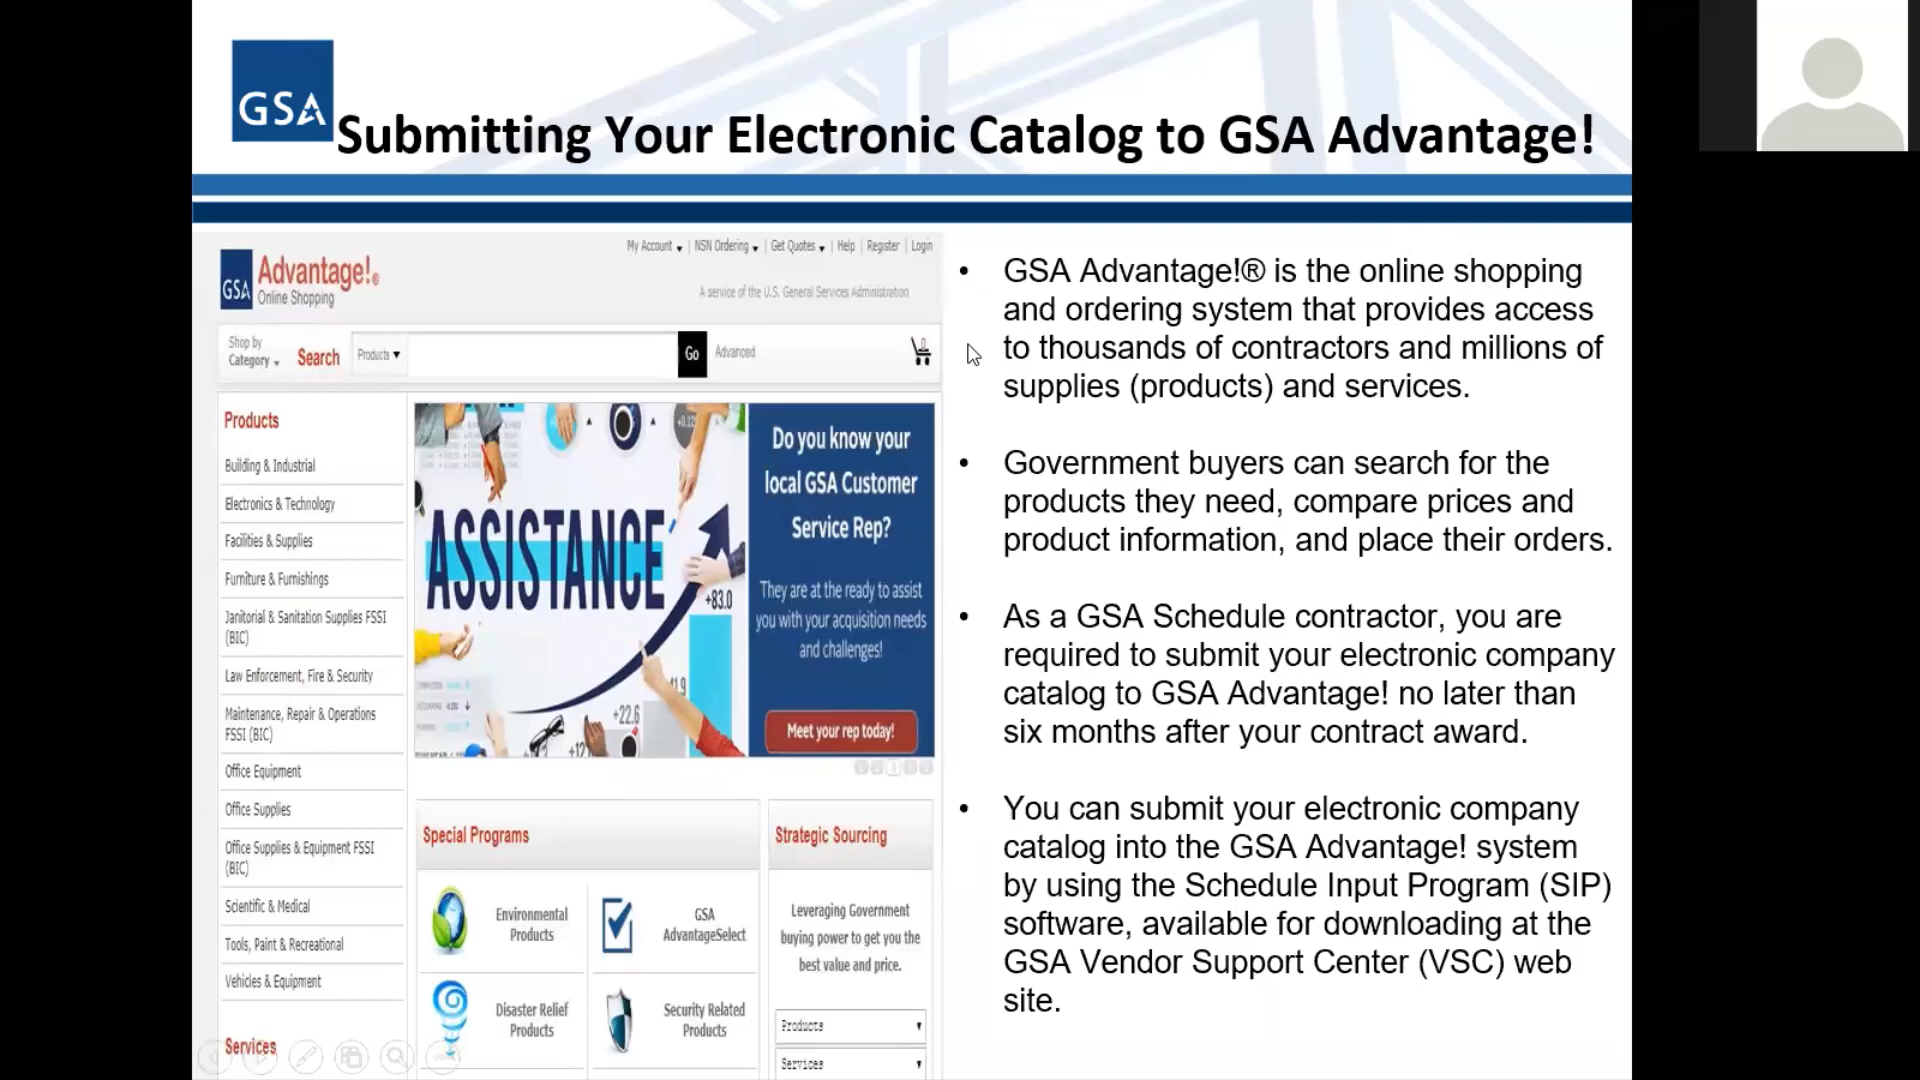 GSA
Submitting Your Electronic Catalog to GSA Advantage!
GSA
Advantage!®
Online Shopping
My Account | NSN Ordering | Get Quotes | Help | Register | Login
A service of the U.S. General Services Administration
Shop by
Category
Search
Products
Go
Advanced
Products
Building & Industrial
Electronics & Technology
Facilities & Supplies
Furniture & Furnishings
Janitorial & Sanitation Supplies FSSI
(BIC)
Law Enforcement, Fire & Security
Maintenance, Repair & Operations
FSSI (BIC)
Office Equipment
Office Supplies
Office Supplies & Equipment FSSI
(BIC)
Scientific & Medical
Tools, Paint & Recreational
Vehicles & Equipment
Services
ASSISTANCE
+83.0
+22.6
Do you know your
local GSA Customer
Service Rep?
They are at the ready to assist
you with your acquisition needs
and challenges!
Meet your rep today!
Special Programs
Environmental
Products
GSA
AdvantageSelect
Disaster Relief
Products
Security Related
Products
Strategic Sourcing
Leveraging Government
buying power to get you the
best value and price.
Products
Services
• GSA Advantage!® is the online shopping
and ordering system that provides access
to thousands of contractors and millions of
supplies (products) and services.
• Government buyers can search for the
products they need, compare prices and
product information, and place their orders.
• As a GSA Schedule contractor, you are
required to submit your electronic company
catalog to GSA Advantage! no later than
six months after your contract award.
• You can submit your electronic company
catalog into the GSA Advantage! system
by using the Schedule Input Program (SIP)
software, available for downloading at the
GSA Vendor Support Center (VSC) web
site.